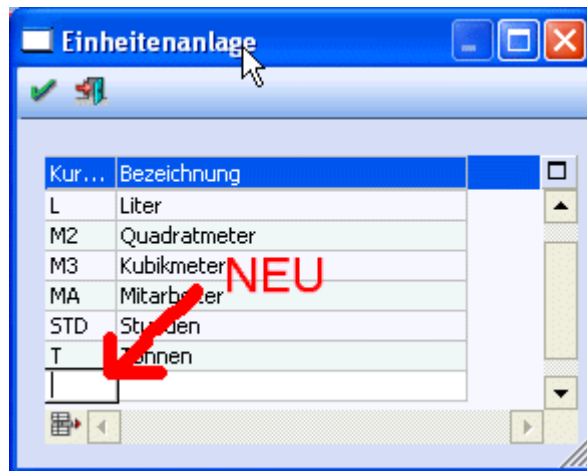 Einheitenanlage
Kur... Bezeichnung
L Liter
M2 Quadratmeter
M3 Kubikmeter
NEU
MA Mitarbeiter
STD Stunden
T Tonnen